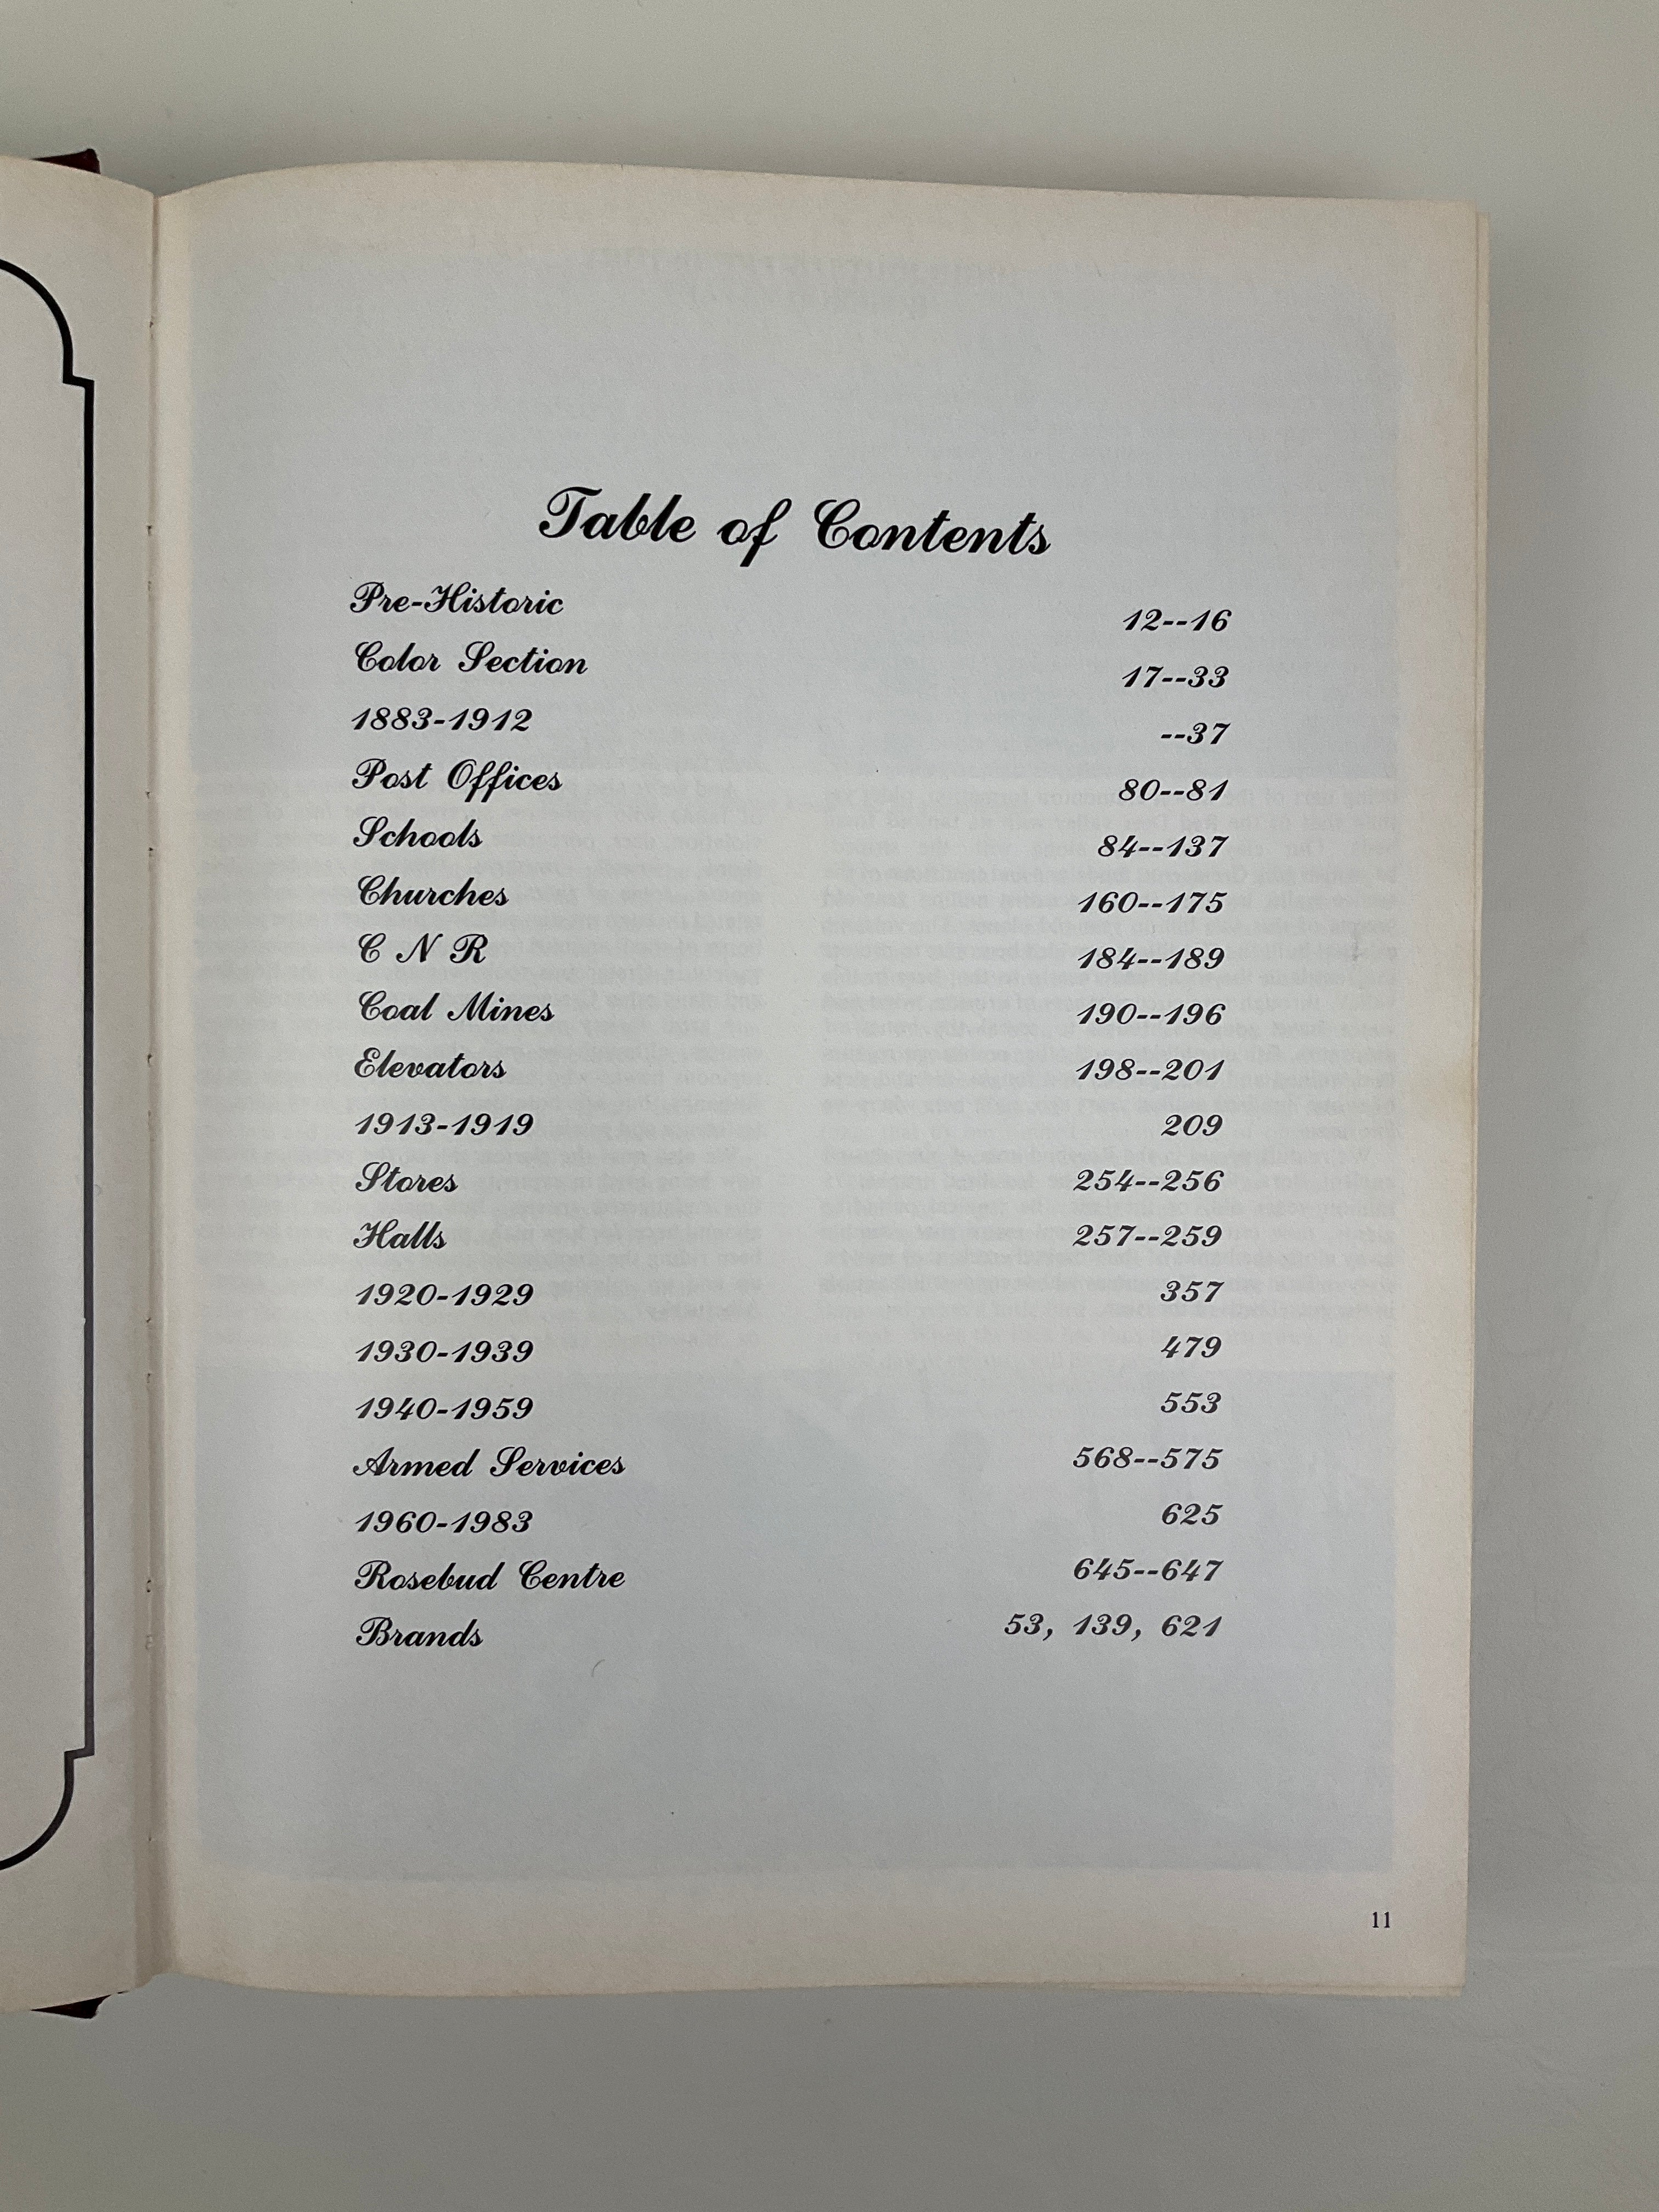 Table of Contents
Pre-Historic 12--16
Color Section 17--33
1883-1912 --37
Post Offices 80--81
Schools 84--137
Churches 160--175
C N R 184--189
Coal Mines 190--196
Elevators 198--201
1913-1919 209
Stores 254--256
Halls 257--259
1920-1929 357
1930-1939 479
1940-1959 553
Armed Services 568--575
1960-1983 625
Rosebud Centre 645--647
Brands 53, 139, 621
11